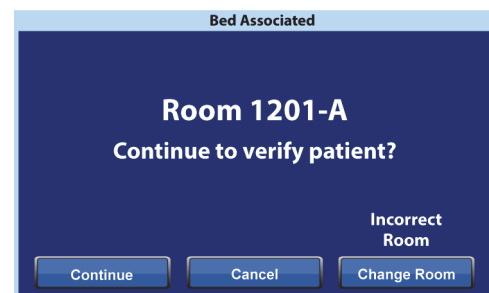 Bed Associated
Room 1201-A
Continue to verify patient?
Incorrect
Room
Continue
Cancel
Change Room